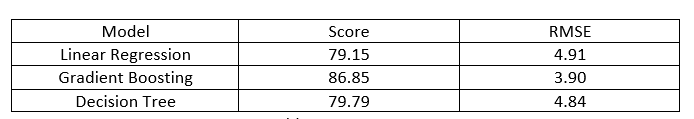 Model Score RMSE
Linear Regression 79.15 4.91
Gradient Boosting 86.85 3.90
Decision Tree 79.79 4.84